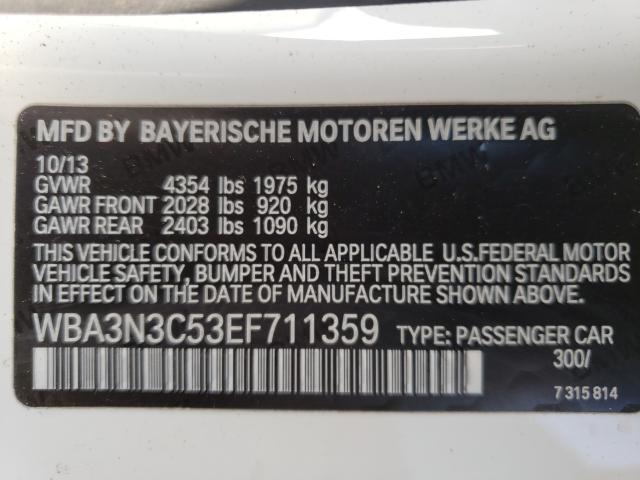 MFD BY BAYERISCHE MOTOREN WERKE AG
10/13
GVWR 4354 lbs 1975 kg
GAWR FRONT 2028 lbs 920 kg
GAWR REAR 2403 lbs 1090 kg
THIS VEHICLE CONFORMS TO ALL APPLICABLE U.S.FEDERAL MOTOR
VEHICLE SAFETY, BUMPER AND THEFT PREVENTION STANDARDS
IN EFFECT ON THE DATE OF MANUFACTURE SHOWN ABOVE.
WBA3N3C53EF711359 TYPE: PASSENGER CAR
300/
7 315 814